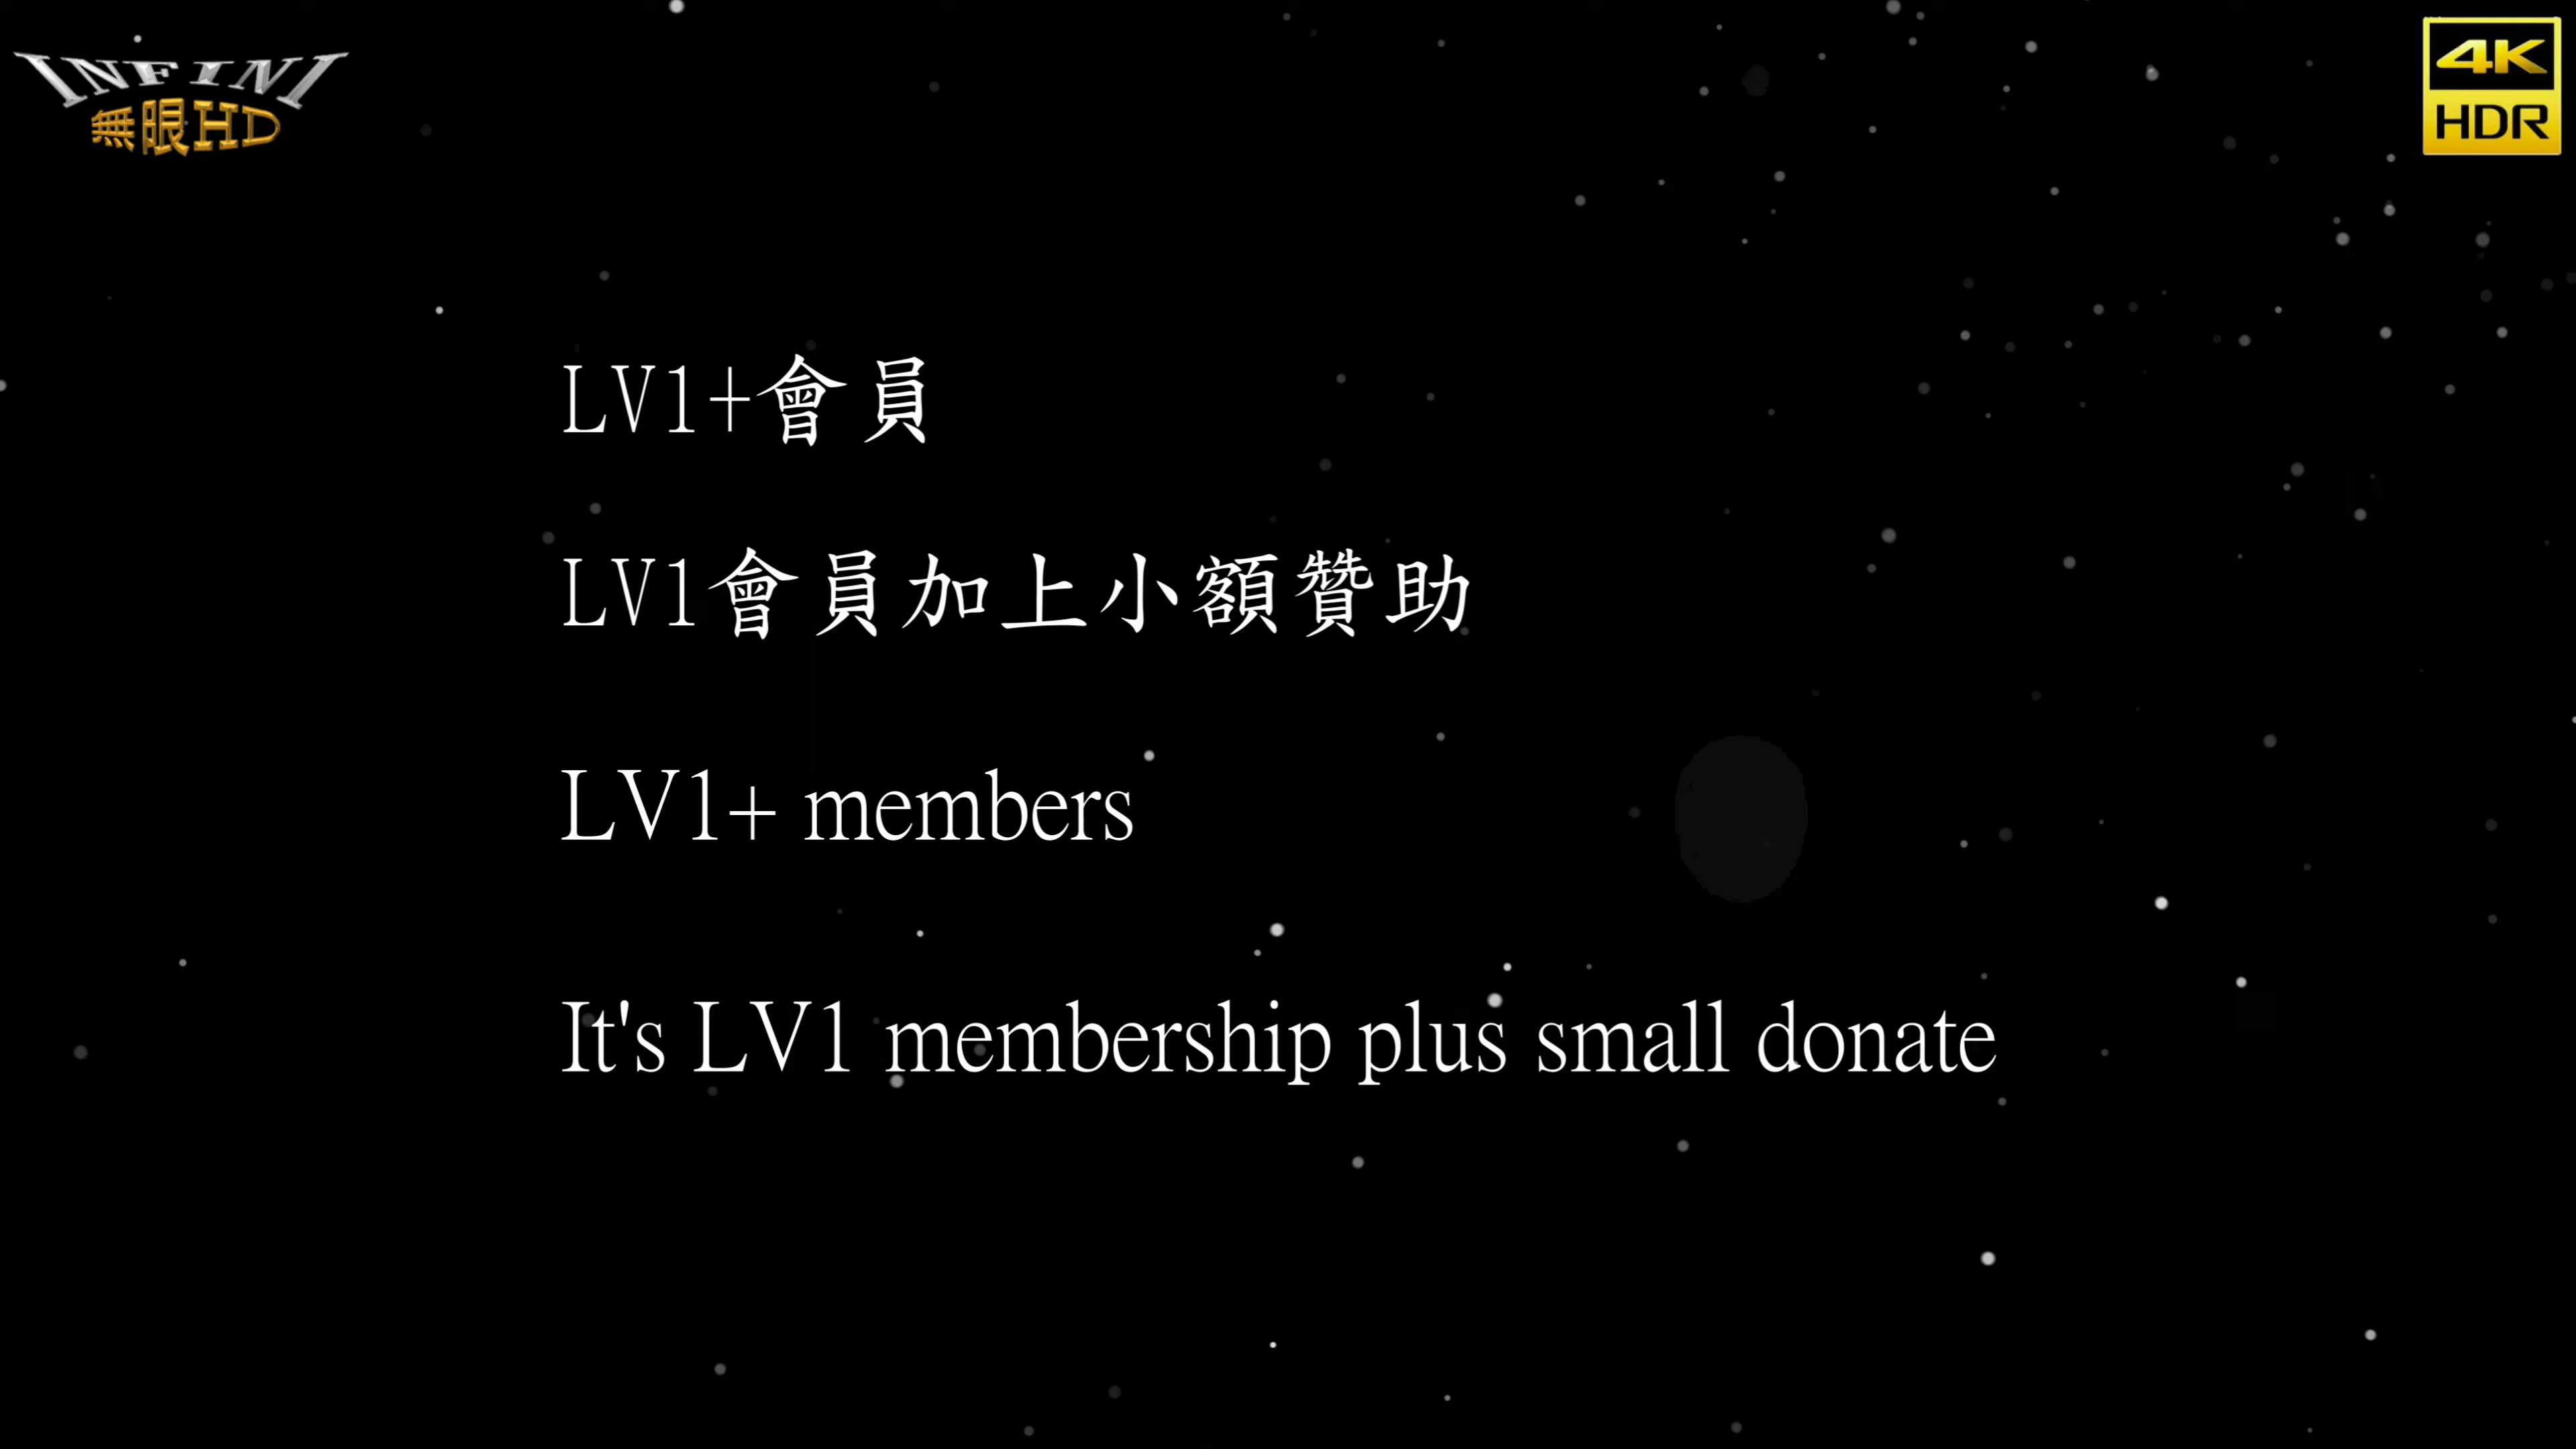 INFINI
無限HD
4K
HDR
LV1+會員
LV1會員加上小額贊助
LV1+ members
It's LV1 membership plus small donate